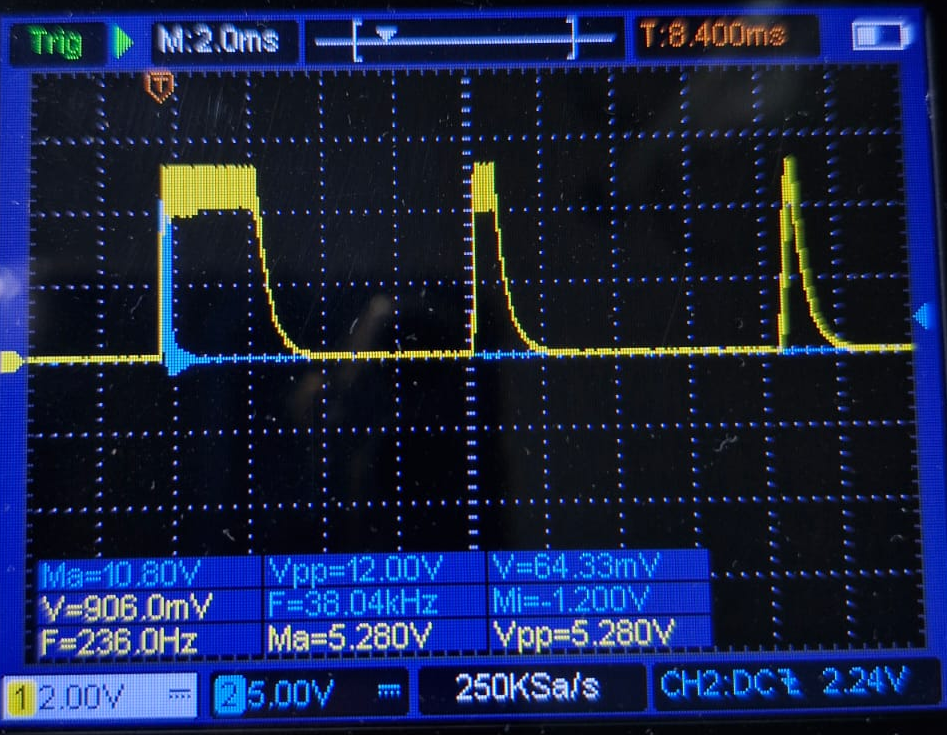 Trig M:2.0ms T:8.400ms
T
Ma=10.80V Vpp=12.00V V=64.33mV
V=906.0mV F=38.04kHz Mi=-1.200V
F=236.0Hz Ma=5.280V Vpp=5.280V
1 2.00V 2 5.00V 250KSa/s CH2:DC 2.24V